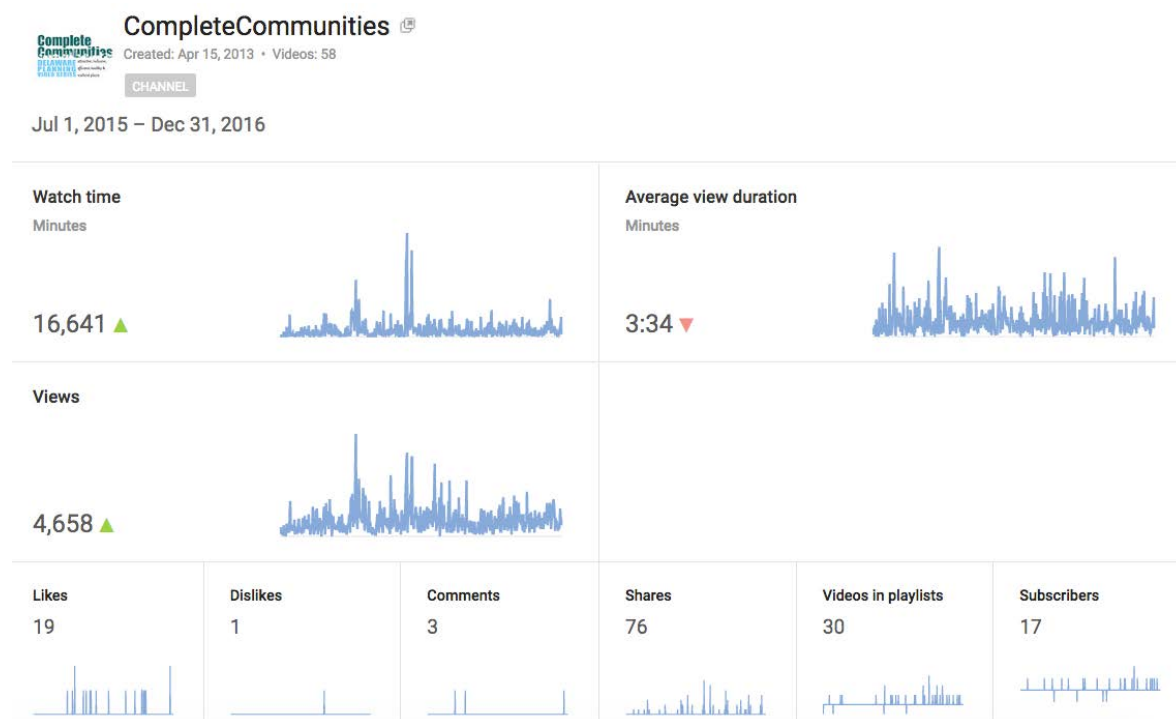 Complete
Communities
DELAWARE
PLANNING
VIDEO SERIES
CompleteCommunities
Created: Apr 15, 2013 • Videos: 58
CHANNEL
Jul 1, 2015 – Dec 31, 2016
Watch time
Minutes
16,641
Average view duration
Minutes
3:34
Views
4,658
Likes
19
Dislikes
1
Comments
3
Shares
76
Videos in playlists
30
Subscribers
17